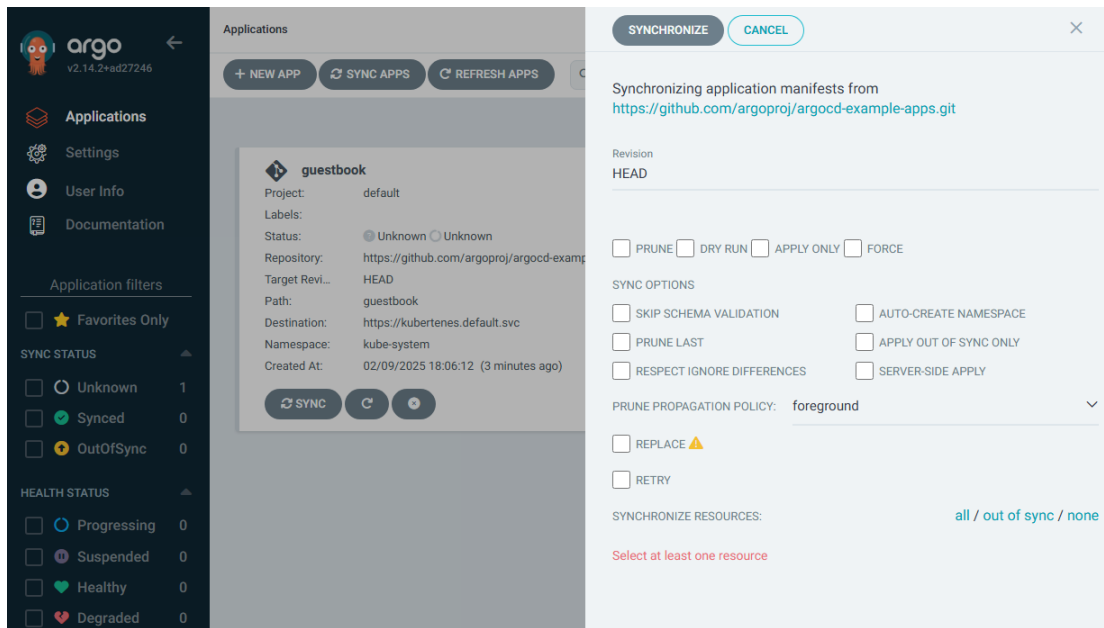 argo
v2.14.2+ad27246
Applications
Settings
User Info
Documentation
Application filters
Favorites Only
SYNC STATUS
Unknown 1
Synced 0
OutOfSync 0
HEALTH STATUS
Progressing 0
Suspended 0
Healthy 0
Degraded 0
Applications
+ NEW APP SYNC APPS REFRESH APPS
guestbook
Project: default
Labels:
Status: Unknown Unknown
Repository: https://github.com/argoproj/argocd-examp
Target Revi... HEAD
Path: guestbook
Destination: https://kubertenes.default.svc
Namespace: kube-system
Created At: 02/09/2025 18:06:12 (3 minutes ago)
SYNC
SYNCHRONIZE CANCEL
Synchronizing application manifests from
https://github.com/argoproj/argocd-example-apps.git
Revision
HEAD
PRUNE DRY RUN APPLY ONLY FORCE
SYNC OPTIONS
SKIP SCHEMA VALIDATION AUTO-CREATE NAMESPACE
PRUNE LAST APPLY OUT OF SYNC ONLY
RESPECT IGNORE DIFFERENCES SERVER-SIDE APPLY
PRUNE PROPAGATION POLICY: foreground
REPLACE
RETRY
SYNCHRONIZE RESOURCES: all / out of sync / none
Select at least one resource